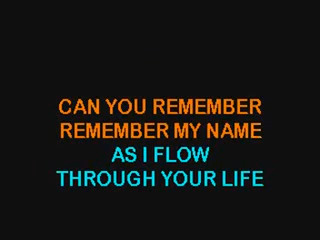 CAN YOU REMEMBER
REMEMBER MY NAME
AS I FLOW
THROUGH YOUR LIFE